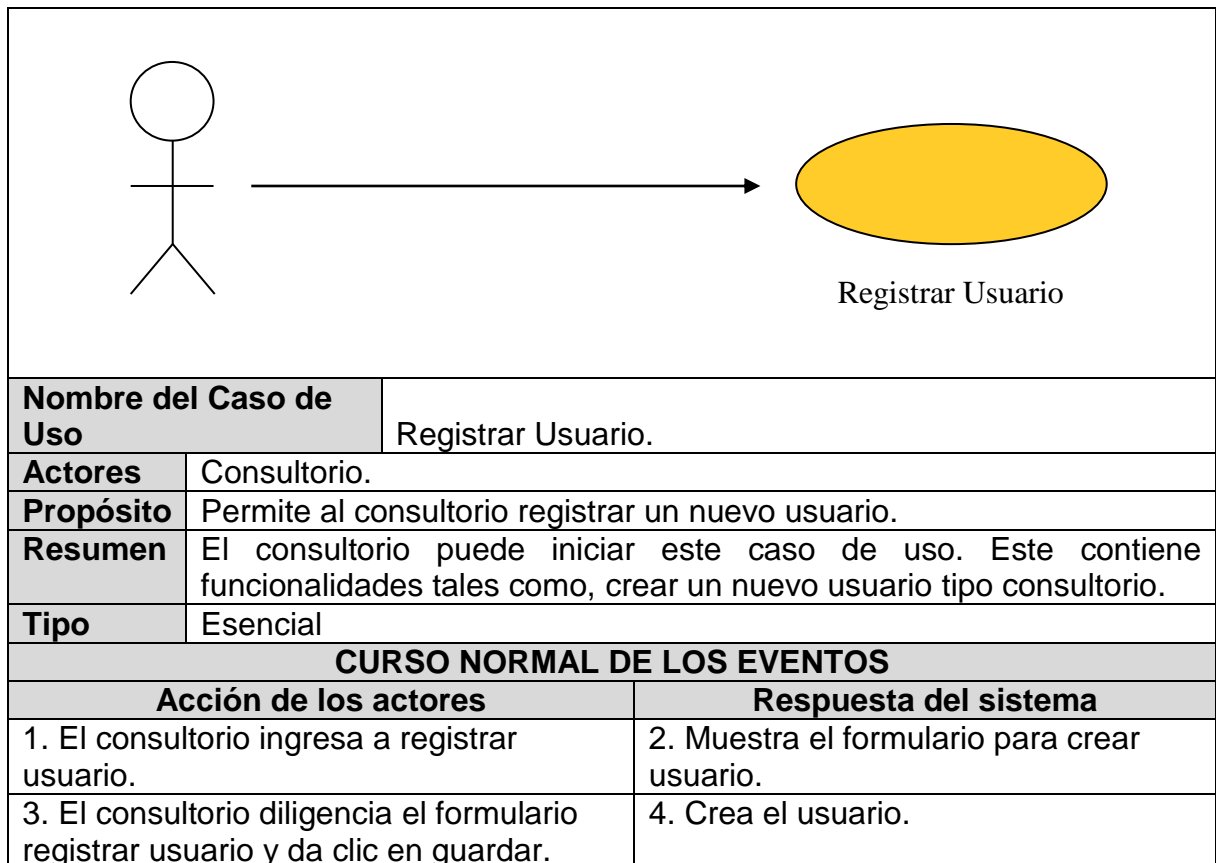 Registrar Usuario
Nombre del Caso de
Uso
Registrar Usuario.
Actores
Consultorio.
Propósito
Permite al consultorio registrar un nuevo usuario.
Resumen
El consultorio puede iniciar este caso de uso. Este contiene
funcionalidades tales como, crear un nuevo usuario tipo consultorio.
Tipo
Esencial
CURSO NORMAL DE LOS EVENTOS
Acción de los actores
Respuesta del sistema
1. El consultorio ingresa a registrar
usuario.
2. Muestra el formulario para crear
usuario.
3. El consultorio diligencia el formulario
registrar usuario y da clic en guardar.
4. Crea el usuario.